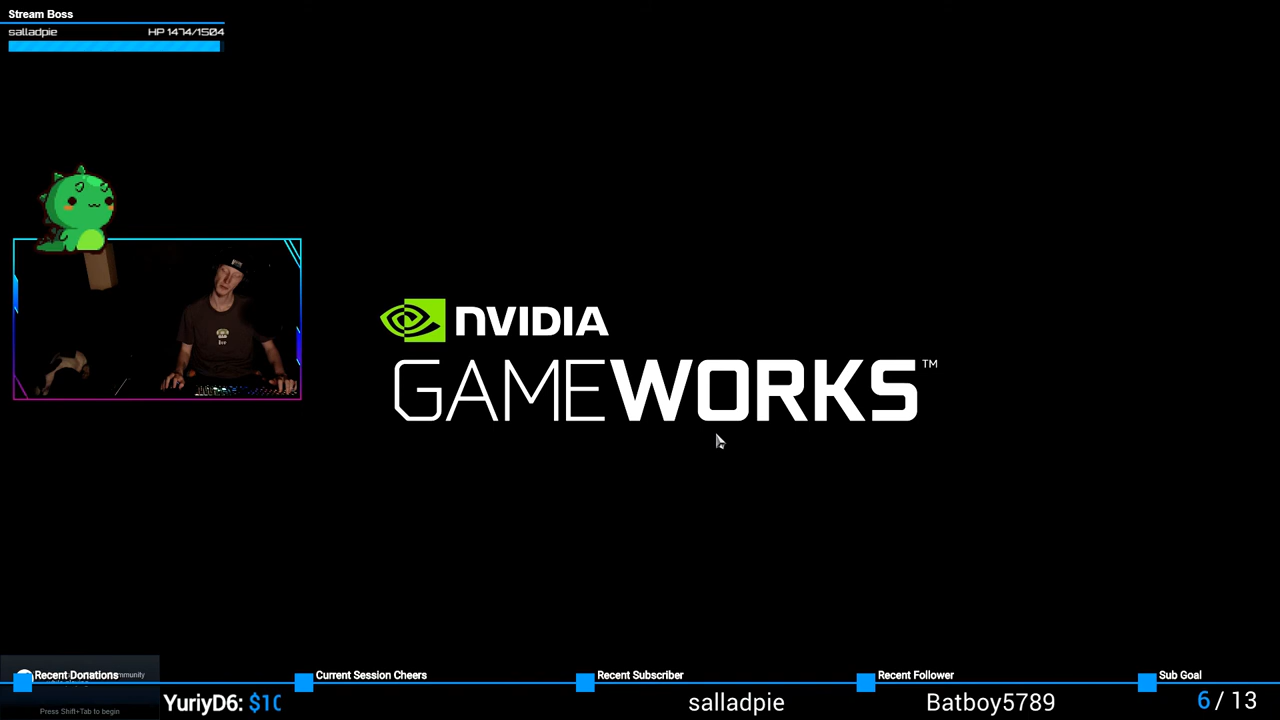 Stream Boss
salladpie HP 1474/1504
NVIDIA
GAMEWORKS™
Recent Donations
Current Session Cheers
Recent Subscriber
Recent Follower
Sub Goal
YuriyD6: $10
salladpie
Batboy5789
6 / 13
Press Shift+Tab to begin